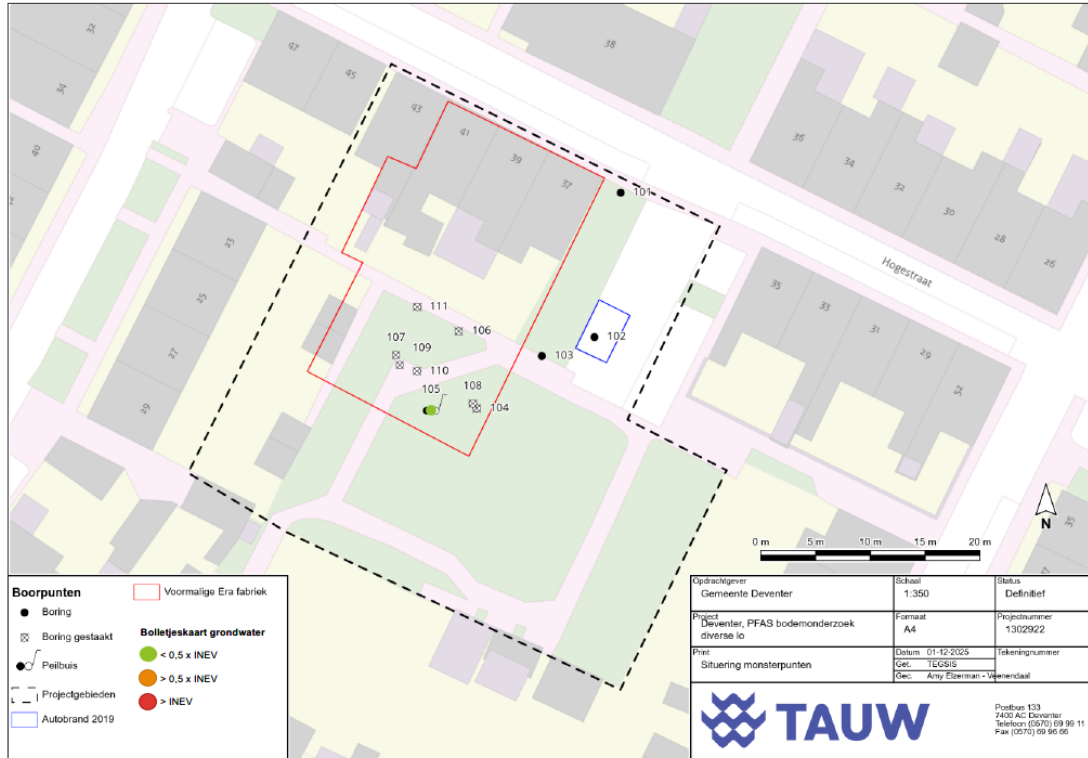 32
34
40
47
45
43
41
39
37
38
36
34
32
30
28
26
Hogestraat
35
33
31
29
52
35
23
25
27
29
101
102
103
111
106
107
109
110
105
108
104
N
0 m 5 m 10 m 15 m 20 m
Boorpunten
Boring
Boring gestaakt
Peilbuis
Projectgebieden
Autobrand 2019
Voormalige Era fabriek
Bolletjeskaart grondwater
< 0,5 x INEV
> 0,5 x INEV
> INEV
Opdrachtgever
Gemeente Deventer
Schaal
1:350
Status
Definitief
Project
Deventer, PFAS bodemonderzoek
diverse lo
Formaat
A4
Projectnummer
1302922
Print
Situering monsterpunten
Datum 01-12-2025
Get. TEGSIS
Gec. Amy Elzerman - Veenendaal
Tekeningnummer
TAUW
Postbus 133
7400 AC Deventer
Telefoon (0570) 69 99 11
Fax (0570) 69 96 66